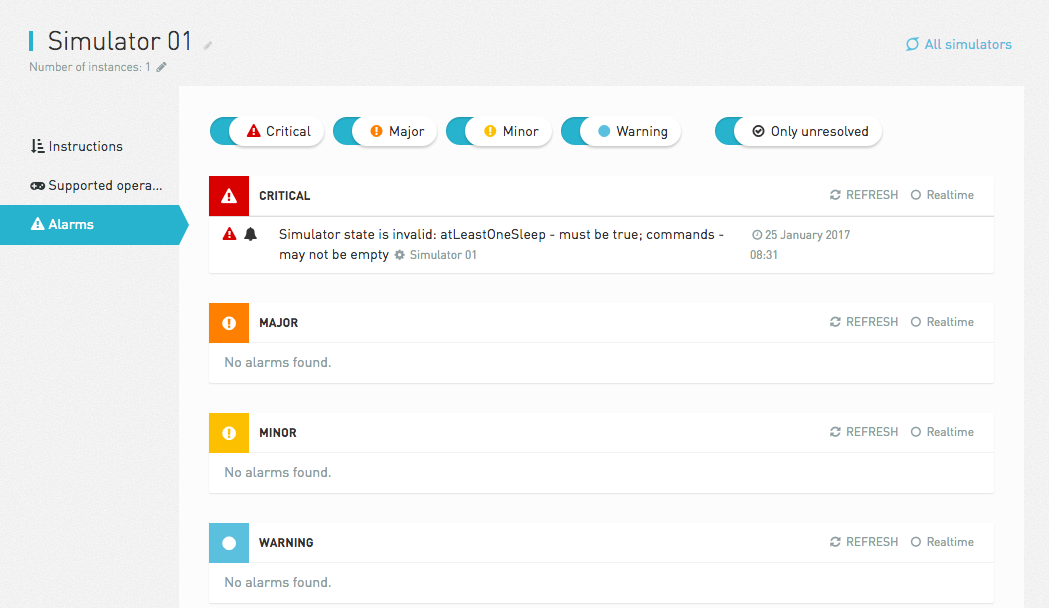 Simulator 01
Number of instances: 1
All simulators
Instructions
Supported opera...
Alarms
Critical
Major
Minor
Warning
Only unresolved
CRITICAL
REFRESH
Realtime
Simulator state is invalid: atLeastOneSleep - must be true; commands -
may not be empty Simulator 01
25 January 2017
08:31
MAJOR
REFRESH
Realtime
No alarms found.
MINOR
REFRESH
Realtime
No alarms found.
WARNING
REFRESH
Realtime
No alarms found.